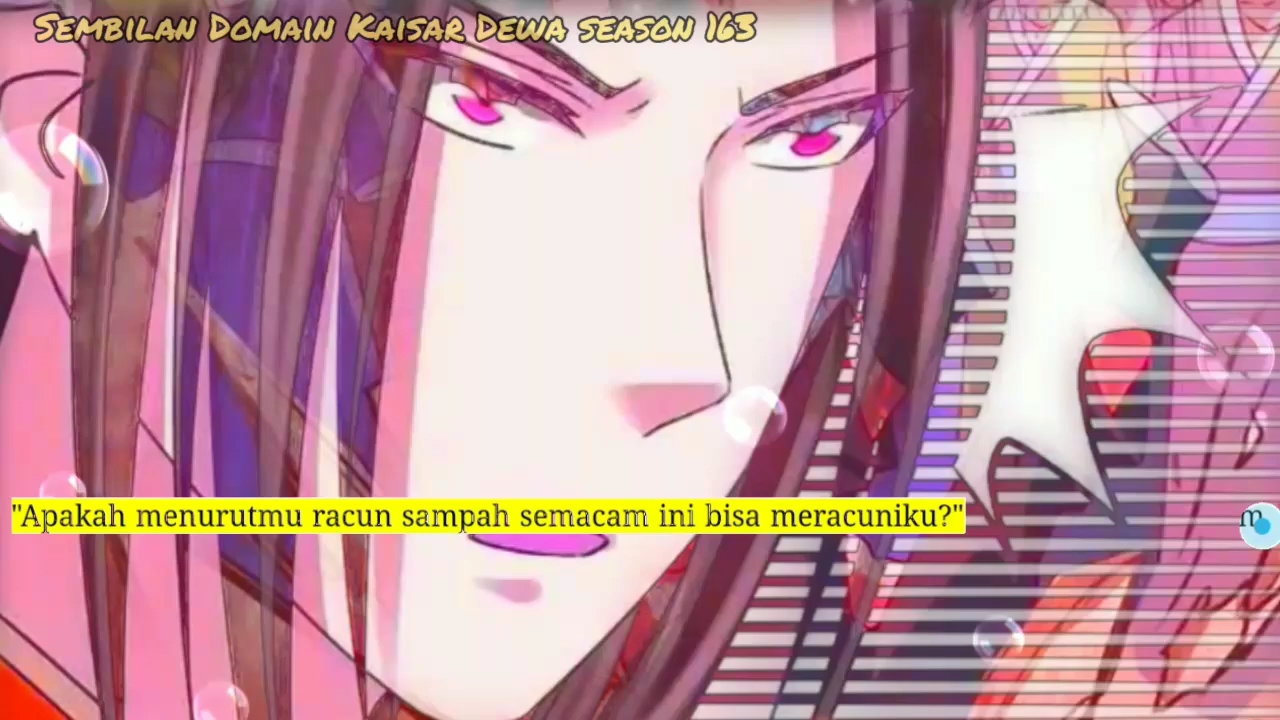 Sembilan Domain Kaisar Dewa season 163
"Apakah menurutmu racun sampah semacam ini bisa meracuniku?"
m